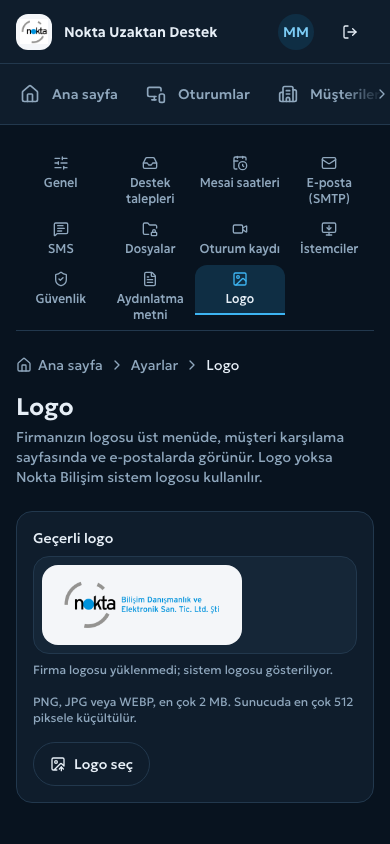 nokta
Nokta Uzaktan Destek
MM
Ana sayfa
Oturumlar
Müşteriler
Genel
Destek
talepleri
Mesai saatleri
E-posta
(SMTP)
SMS
Dosyalar
Oturum kaydı
İstemciler
Güvenlik
Aydınlatma
metni
Logo
Ana sayfa > Ayarlar > Logo
Logo
Firmanızın logosu üst menüde, müşteri karşılama
sayfasında ve e-postalarda görünür. Logo yoksa
Nokta Bilişim sistem logosu kullanılır.
Geçerli logo
nokta
Bilişim Danışmanlık ve
Elektronik San. Tic. Ltd. Şti
Firma logosu yüklenmedi; sistem logosu gösteriliyor.
PNG, JPG veya WEBP, en çok 2 MB. Sunucuda en çok 512
piksele küçültülür.
Logo seç